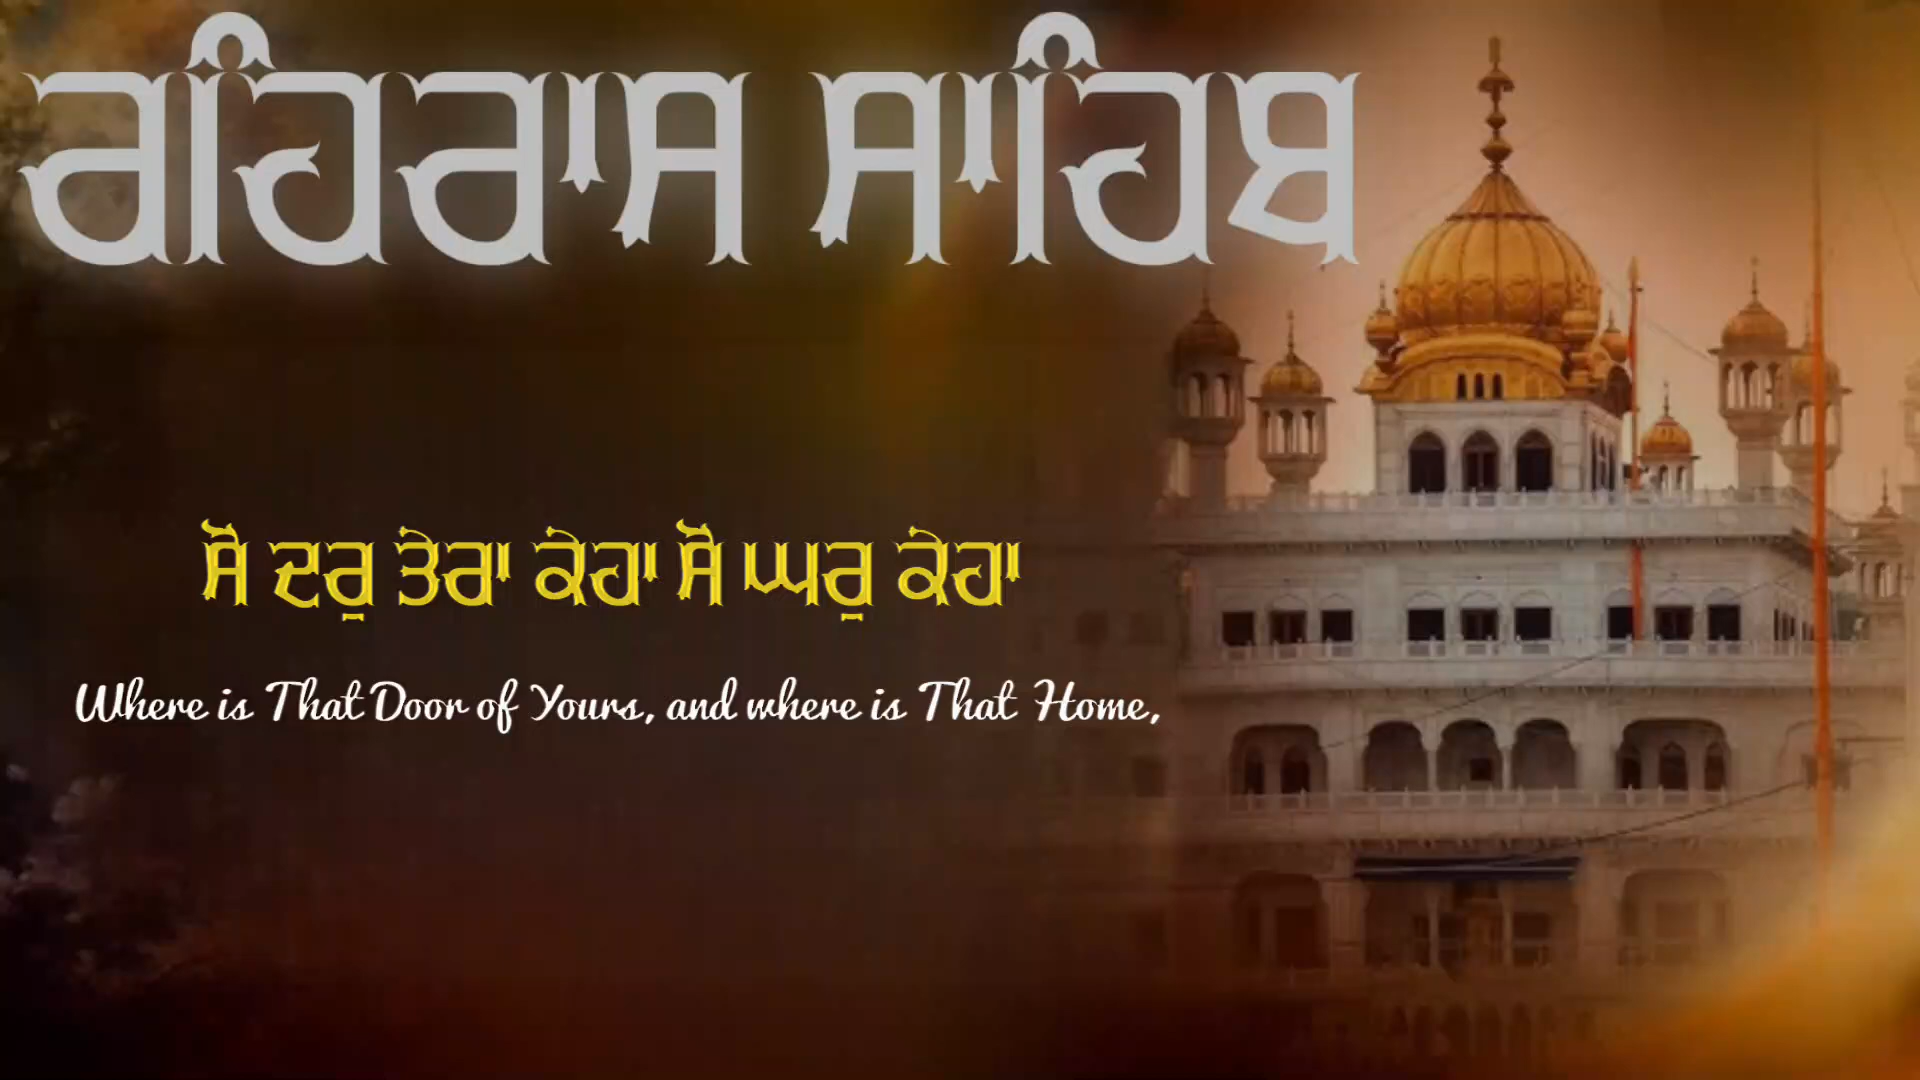 ਰਹਿਰਾਸ ਸਾਹਿਬ
ਸੋ ਦਰੁ ਤੇਰਾ ਕੇਹਾ ਸੋ ਘਰੁ ਕੇਹਾ
Where is That Door of Yours, and where is That Home,